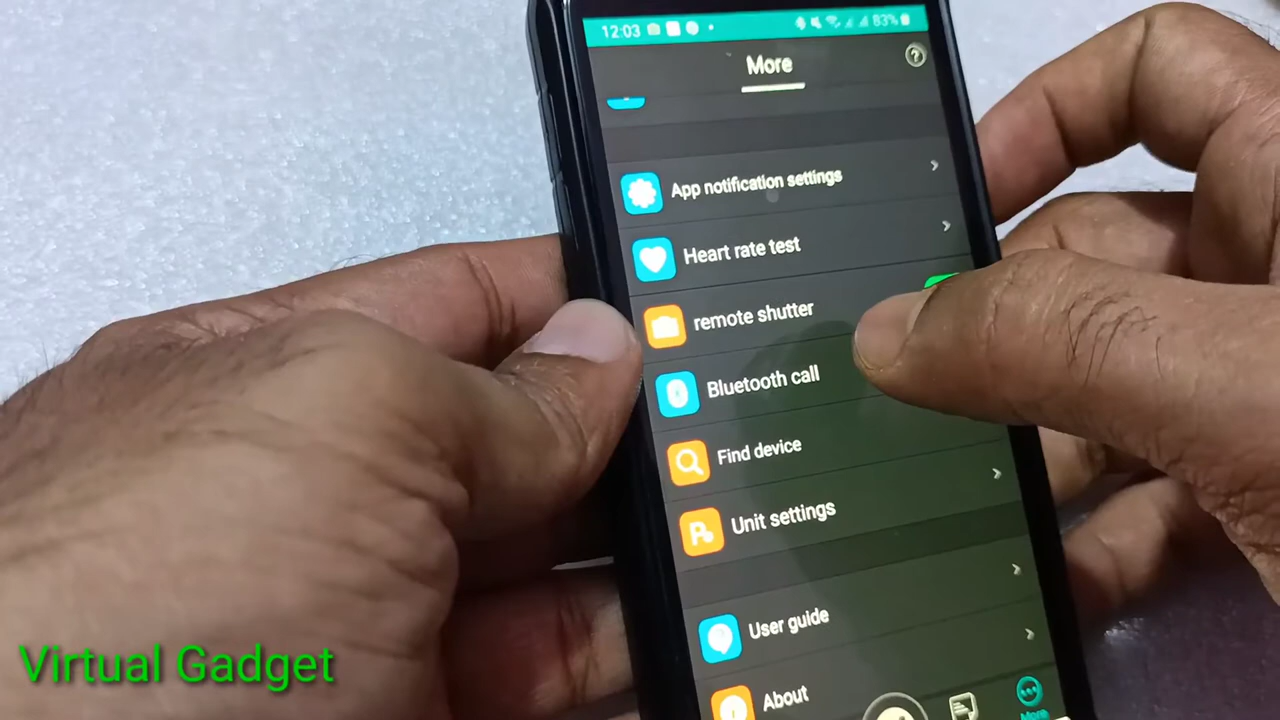 12:03 83%
More
App notification settings
Heart rate test
remote shutter
Bluetooth call
Find device
Unit settings
User guide
About
More
Virtual Gadget